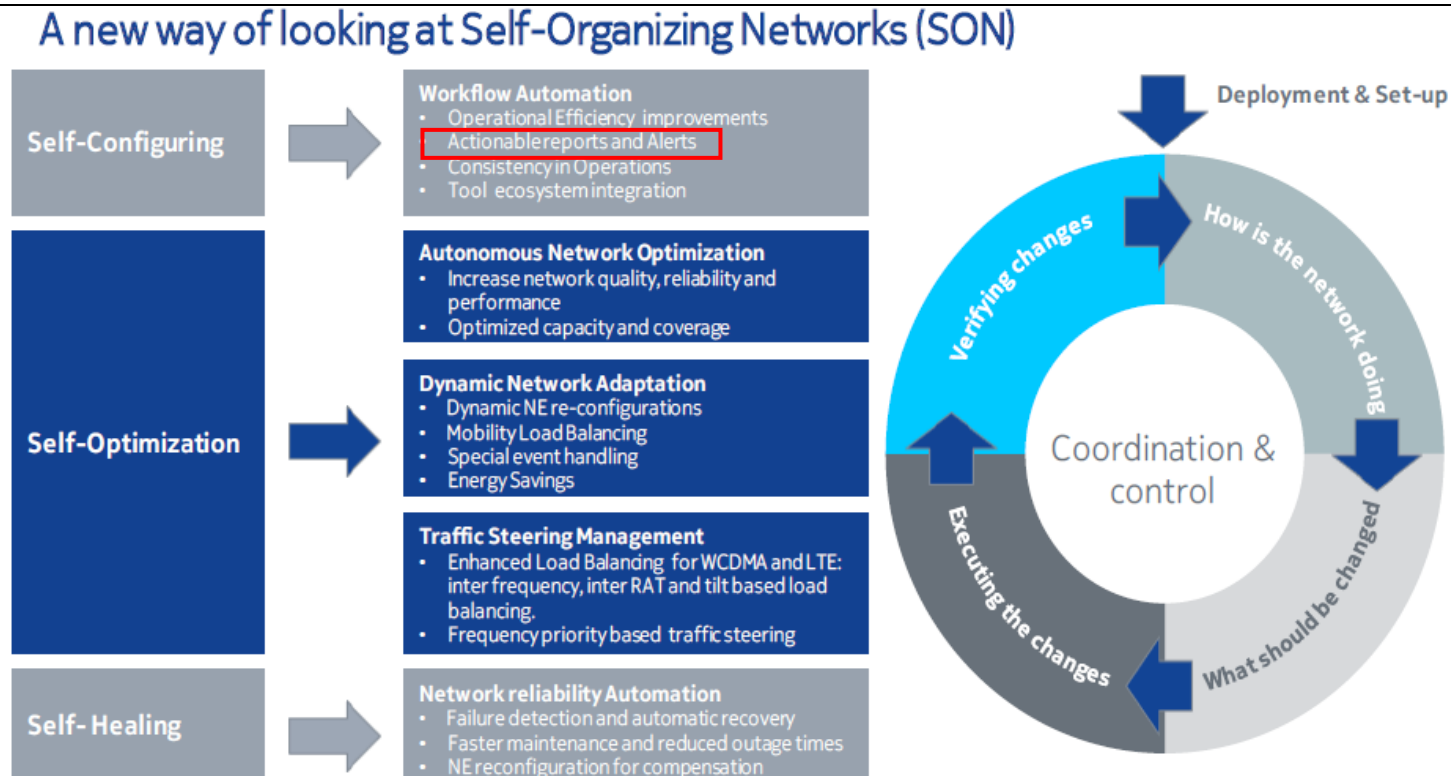 A new way of looking at Self-Organizing Networks (SON)
Self-Configuring
Workflow Automation
• Operational Efficiency improvements
• Actionable reports and Alerts
• Consistency in Operations
• Tool ecosystem integration
Self-Optimization
Autonomous Network Optimization
• Increase network quality, reliability and
performance
• Optimized capacity and coverage
Dynamic Network Adaptation
• Dynamic NE re-configurations
• Mobility Load Balancing
• Special event handling
• Energy Savings
Traffic Steering Management
• Enhanced Load Balancing for WCDMA and LTE:
inter frequency, inter RAT and tilt based load
balancing.
• Frequency priority based traffic steering
Self- Healing
Network reliability Automation
• Failure detection and automatic recovery
• Faster maintenance and reduced outage times
• NE reconfiguration for compensation
Deployment & Set-up
How is the network doing
What should be changed
Executing the changes
Verifying changes
Coordination &
control